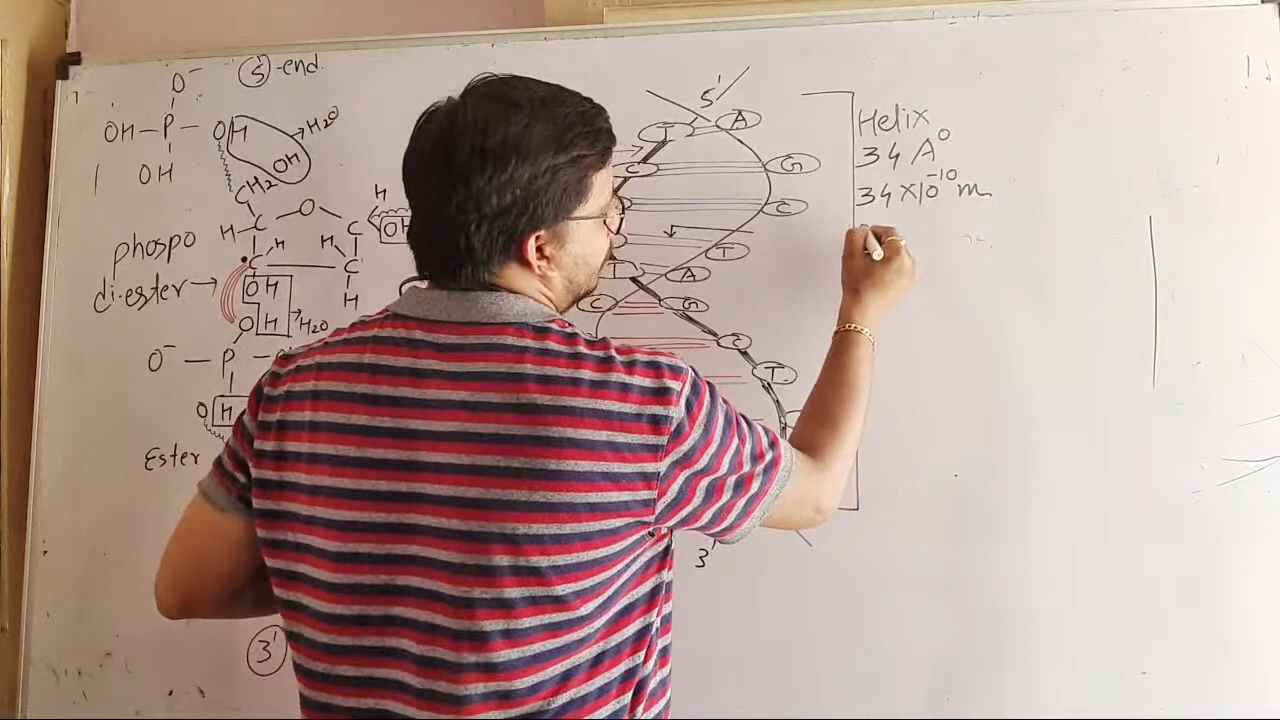 5'-end.
O⁻
OH—P—OH
OH
H2O
OH
CH2
O
H
C
C
OH
H
H
H
phospo
di-ester→
C
C
OH H
H
O H
→H2O
O⁻—P—
O H
Ester
3'
5'
T A
C G
C
T
T A
C G
C
T
3'
Helix
34 A°
34×10⁻¹⁰ m